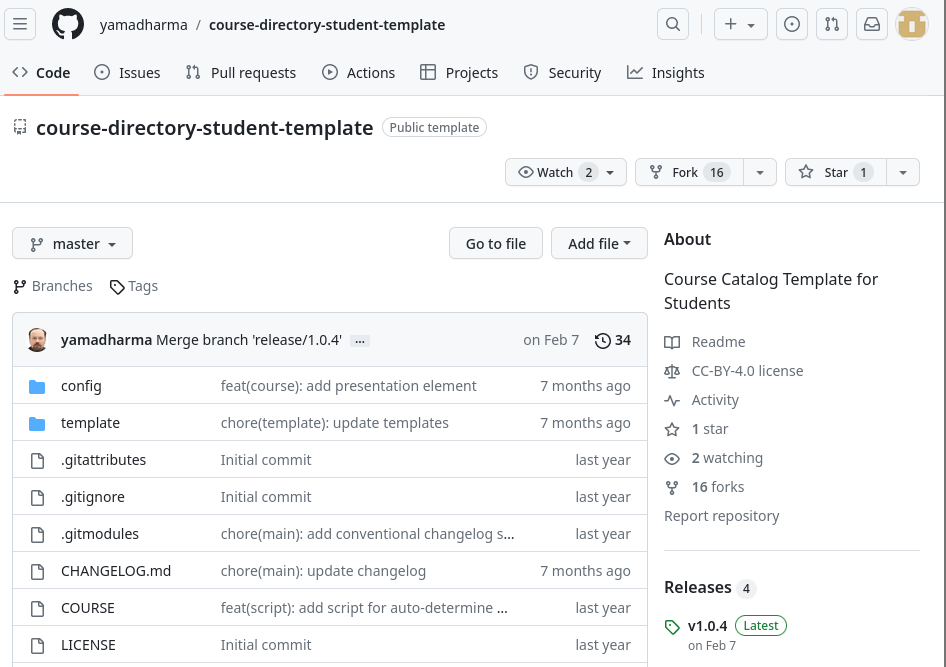 yamadharma / course-directory-student-template
Code Issues Pull requests Actions Projects Security Insights
course-directory-student-template Public template
Watch 2 Fork 16 Star 1
master Go to file Add file
Branches Tags
yamadharma Merge branch 'release/1.0.4' ... on Feb 7 34
config feat(course): add presentation element 7 months ago
template chore(template): update templates 7 months ago
.gitattributes Initial commit last year
.gitignore Initial commit last year
.gitmodules chore(main): add conventional changelog s... last year
CHANGELOG.md chore(main): update changelog 7 months ago
COURSE feat(script): add script for auto-determine ... last year
LICENSE Initial commit last year
About
Course Catalog Template for
Students
Readme
CC-BY-4.0 license
Activity
1 star
2 watching
16 forks
Report repository
Releases 4
v1.0.4 Latest
on Feb 7